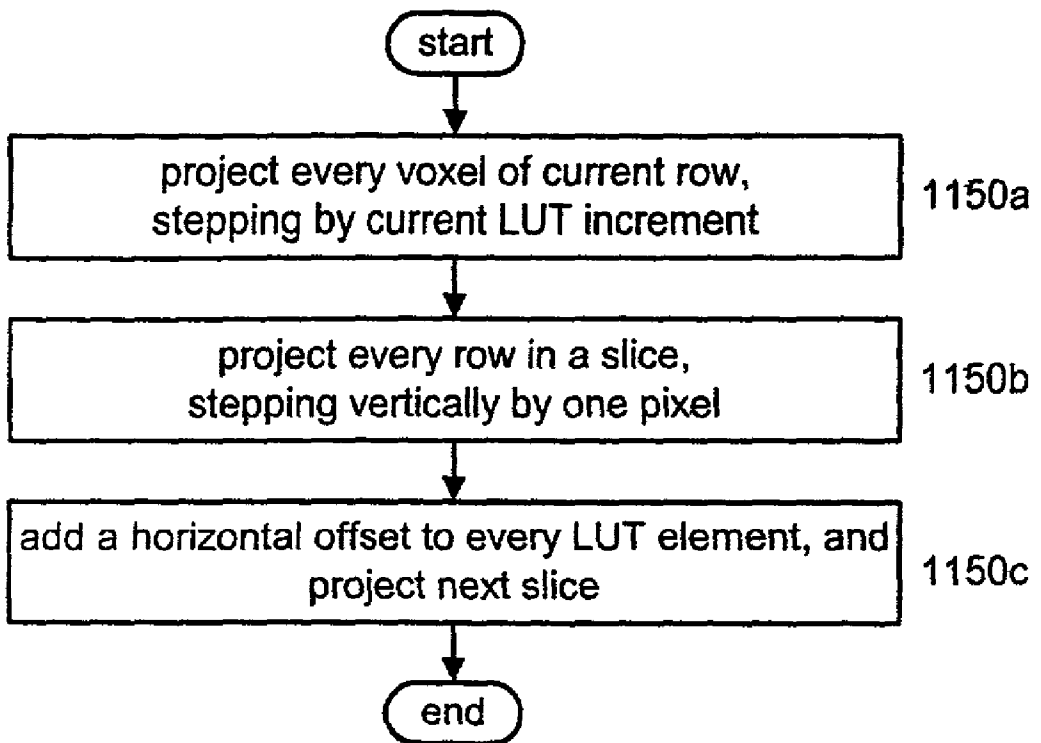 start
project every voxel of current row,
stepping by current LUT increment
1150a
project every row in a slice,
stepping vertically by one pixel
1150b
add a horizontal offset to every LUT element, and
project next slice
1150c
end